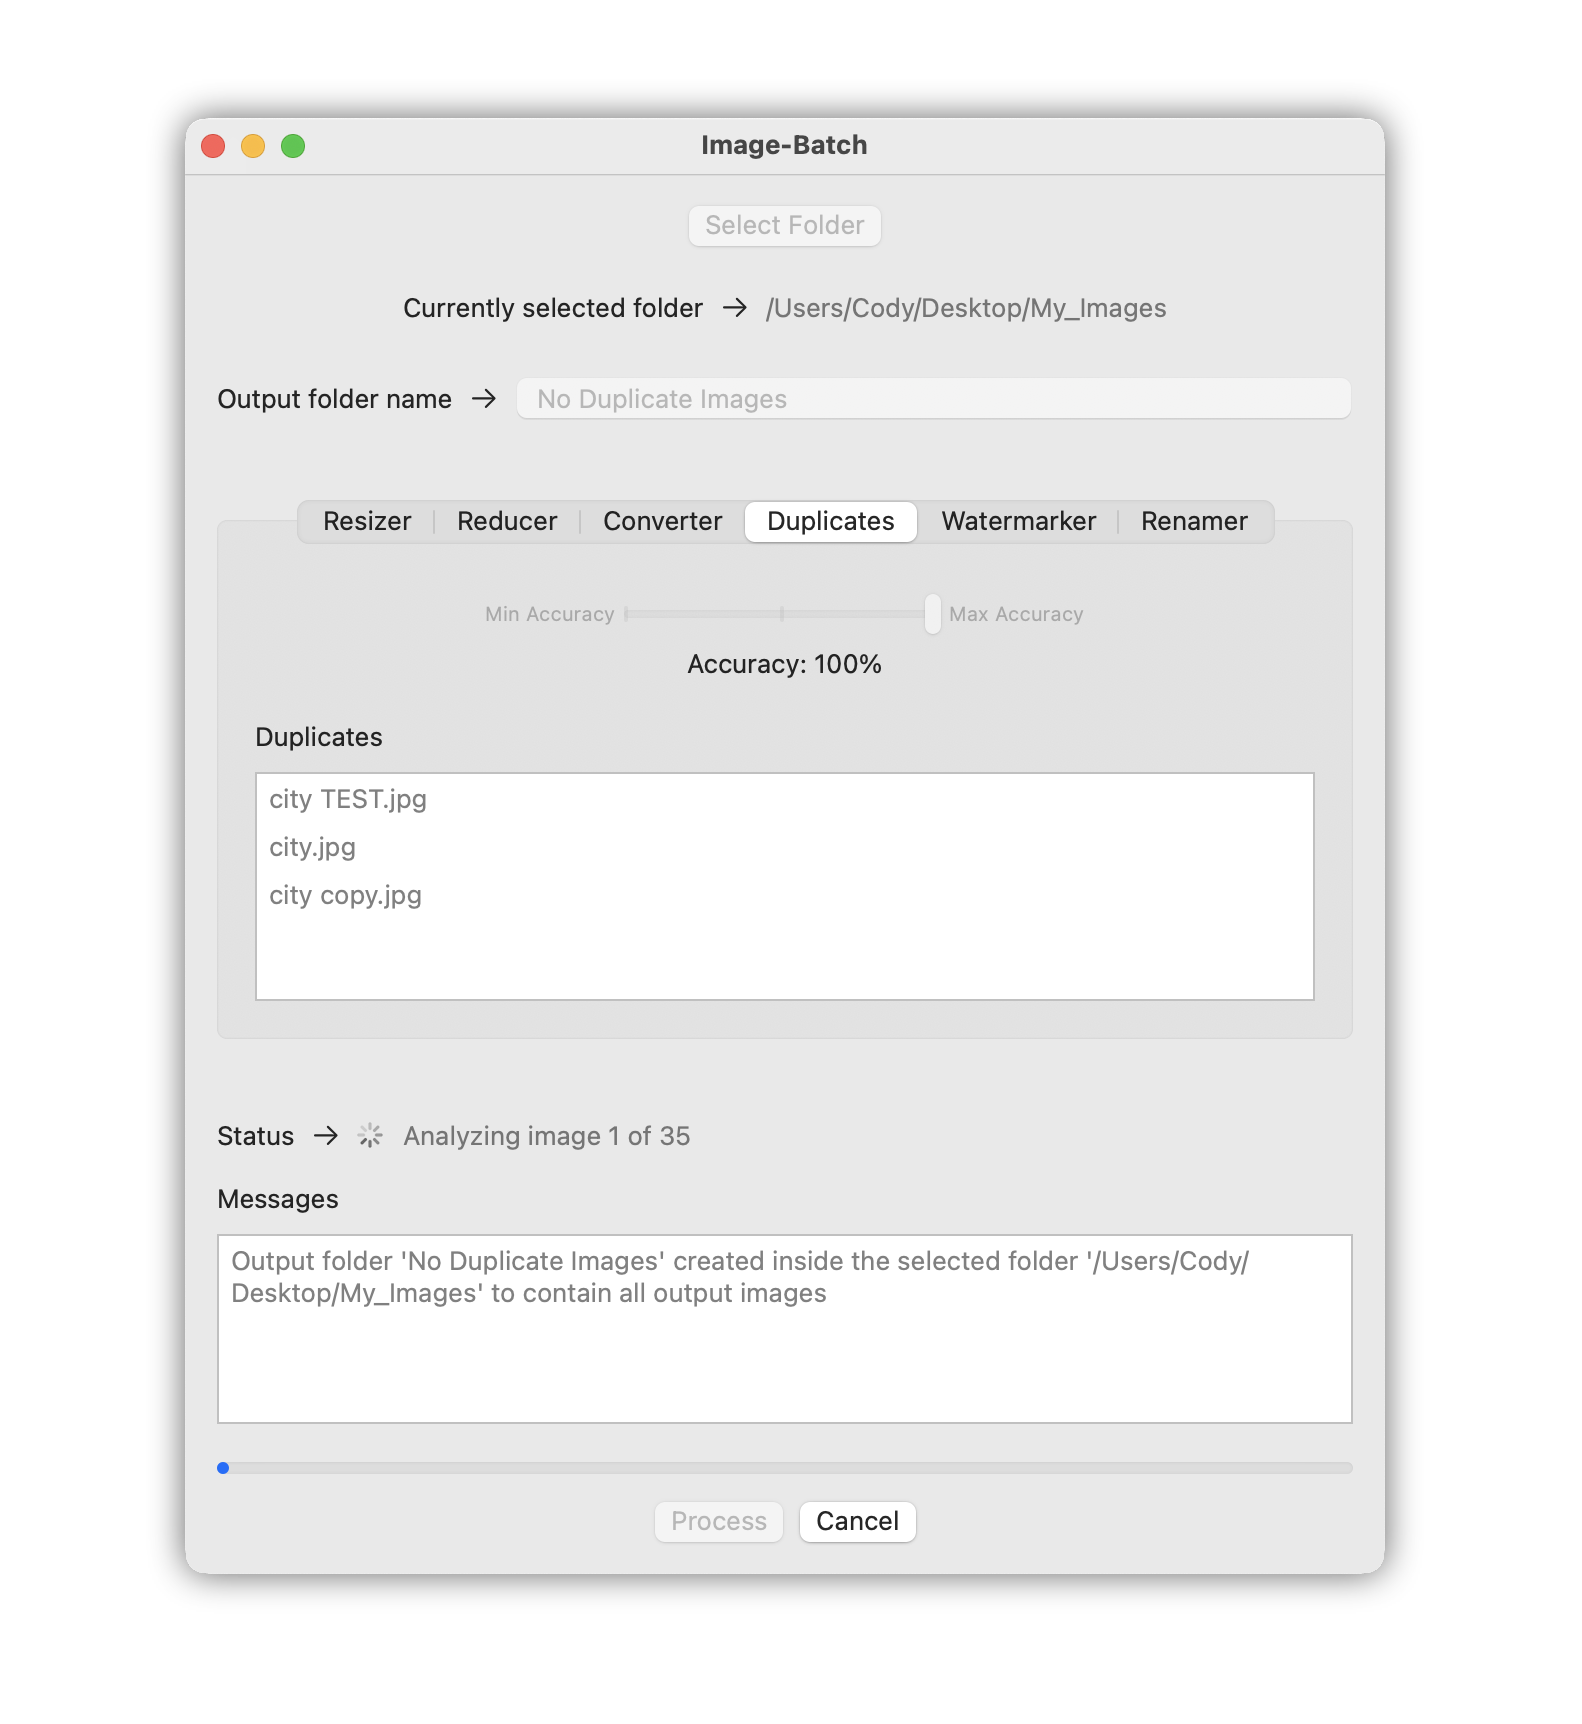 Image-Batch
Select Folder
Currently selected folder → /Users/Cody/Desktop/My_Images
Output folder name → No Duplicate Images
Resizer Reducer Converter Duplicates Watermarker Renamer
Min Accuracy Max Accuracy
Accuracy: 100%
Duplicates
city TEST.jpg
city.jpg
city copy.jpg
Status → Analyzing image 1 of 35
Messages
Output folder 'No Duplicate Images' created inside the selected folder '/Users/Cody/
Desktop/My_Images' to contain all output images
Process Cancel